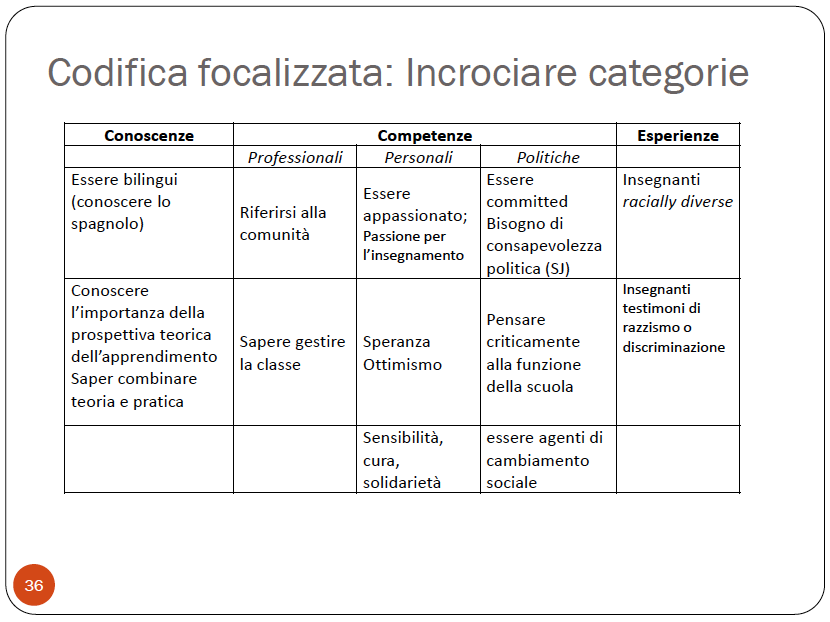 Codifica focalizzata: Incrociare categorie
Conoscenze
Competenze
Esperienze
Professionali
Personali
Politiche
Essere bilingui
(conoscere lo
spagnolo)
Riferirsi alla
comunità
Essere
appassionato;
Passione per
l’insegnamento
Essere
committed
Bisogno di
consapevolezza
politica (SJ)
Insegnanti
racially diverse
Conoscere
l’importanza della
prospettiva teorica
dell’apprendimento
Saper combinare
teoria e pratica
Sapere gestire
la classe
Speranza
Ottimismo
Pensare
criticamente
alla funzione
della scuola
Insegnanti
testimoni di
razzismo o
discriminazione
Sensibilità,
cura,
solidarietà
essere agenti di
cambiamento
sociale
36